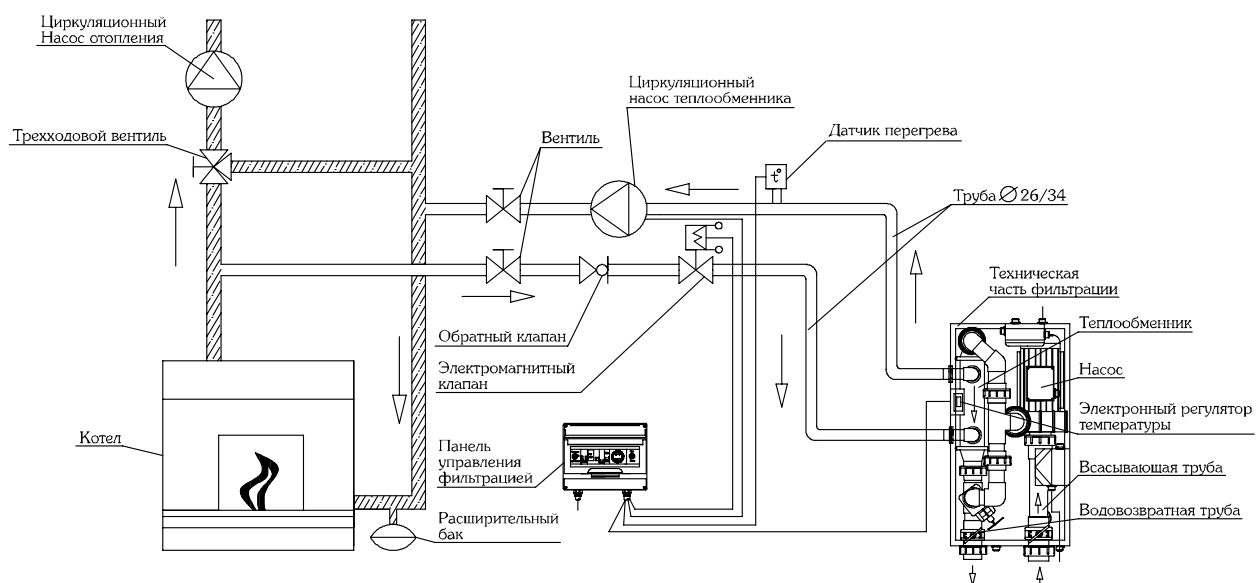 Циркуляционный
Насос отопления
Трехходовой вентиль
Циркуляционный
насос теплообменника
Вентиль
Датчик перегрева
t°
Труба Ø 26/34
Техническая
часть фильтрации
Теплообменник
Обратный клапан
Электромагнитный
клапан
Насос
Электронный регулятор
температуры
Котел
Панель
управления
фильтрацией
Всасывающая труба
Расширительный
бак
Водовозвратная труба